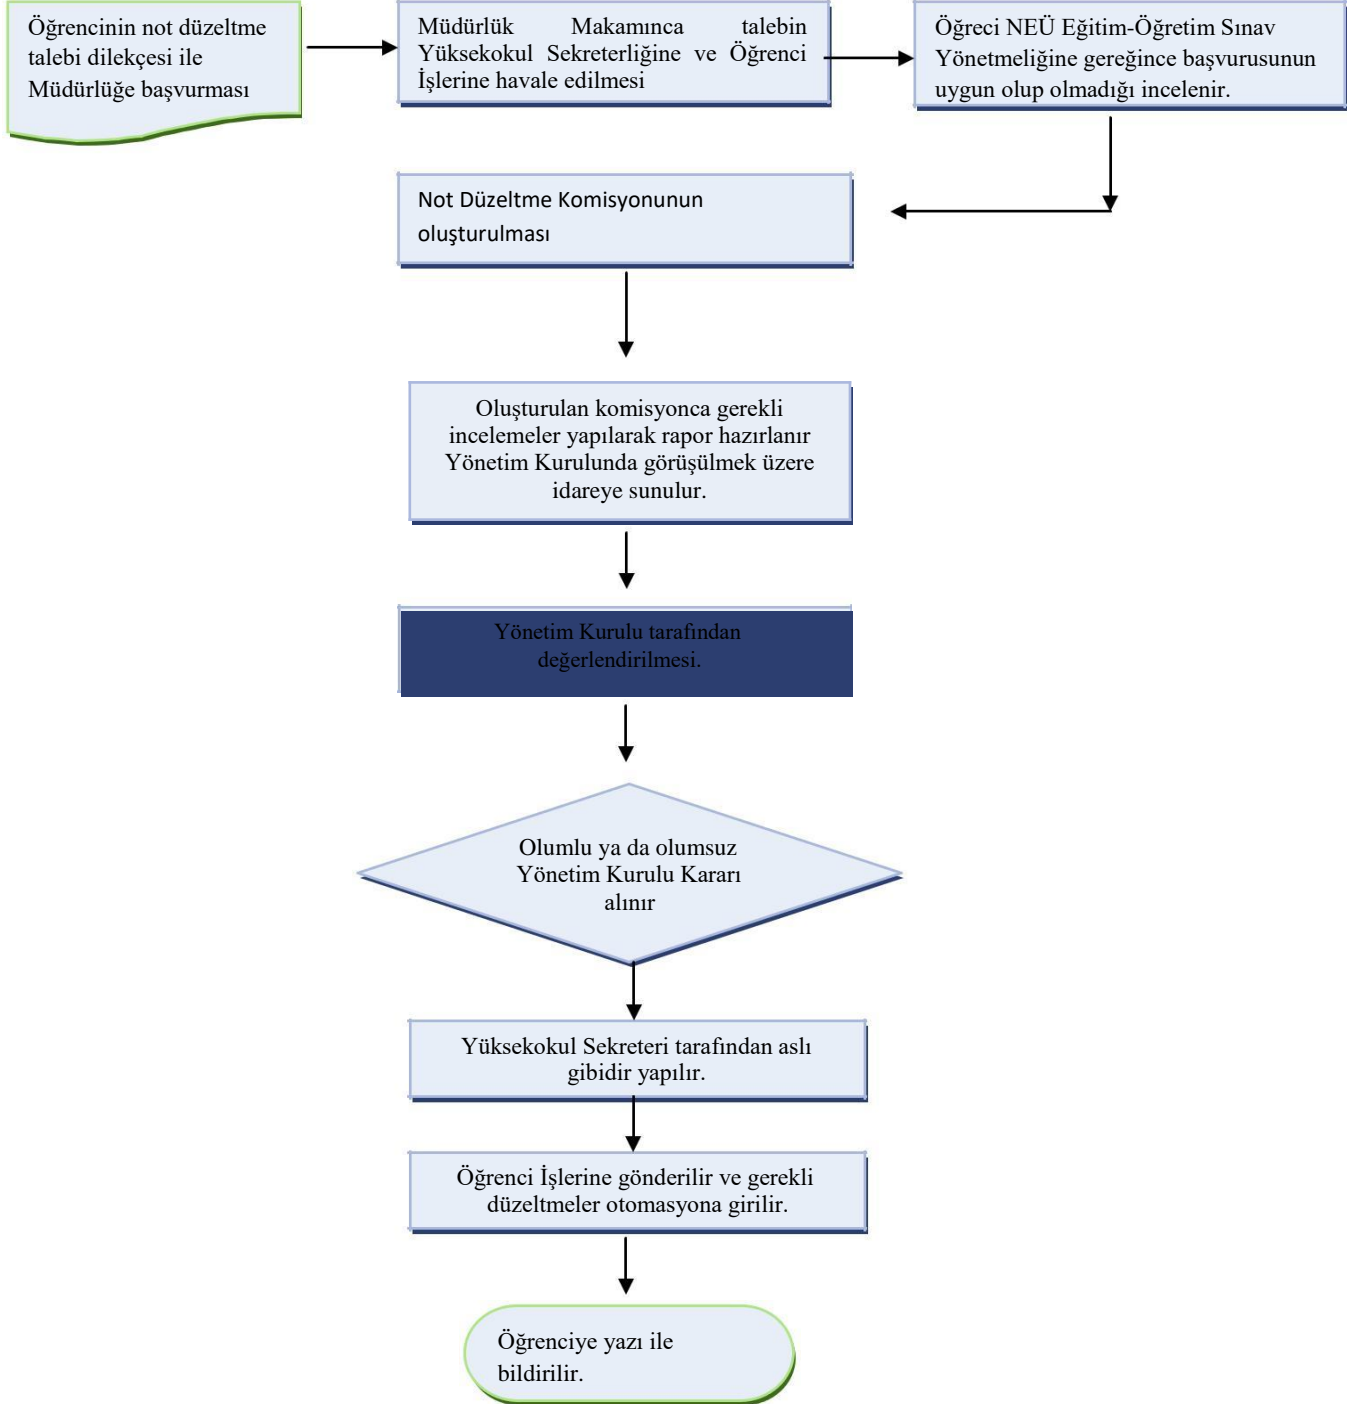 Öğrencinin not düzeltme
talebi dilekçesi ile
Müdürlüğe başvurması
Müdürlük Makamınca talebin
Yüksekokul Sekreterliğine ve Öğrenci
İşlerine havale edilmesi
Öğreci NEÜ Eğitim-Öğretim Sınav
Yönetmeliğine gereğince başvurusunun
uygun olup olmadığı incelenir.
Not Düzeltme Komisyonunun
oluşturulması
Oluşturulan komisyonca gerekli
incelemeler yapılarak rapor hazırlanır
Yönetim Kurulunda görüşülmek üzere
idareye sunulur.
Yönetim Kurulu tarafından
değerlendirilmesi.
Olumlu ya da olumsuz
Yönetim Kurulu Kararı
alınır
Yüksekokul Sekreteri tarafından aslı
gibidir yapılır.
Öğrenci İşlerine gönderilir ve gerekli
düzeltmeler otomasyona girilir.
Öğrenciye yazı ile
bildirilir.